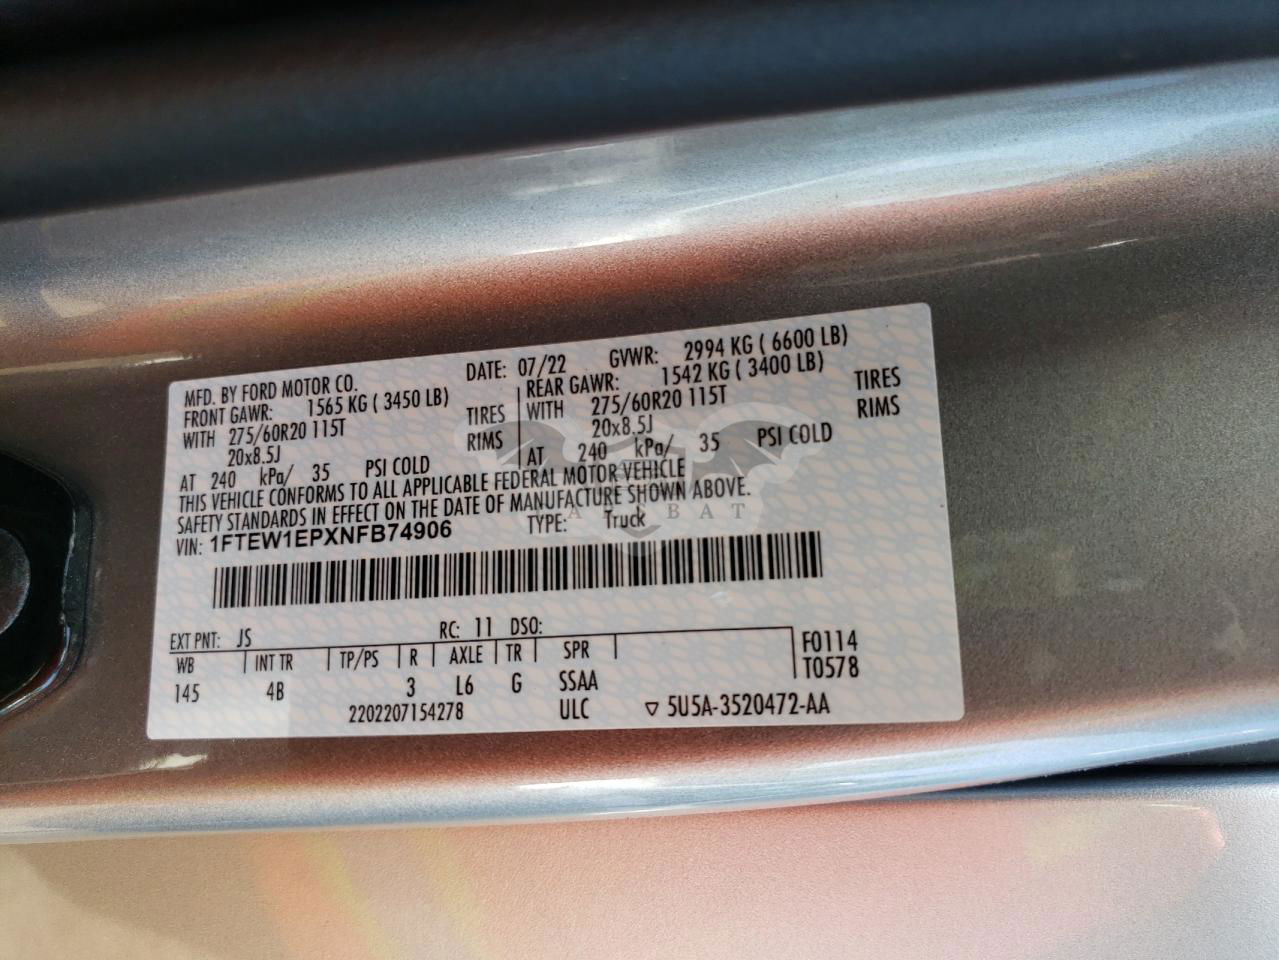 MFD. BY FORD MOTOR CO. DATE: 07/22 GVWR: 2994 KG ( 6600 LB)
FRONT GAWR: 1565 KG ( 3450 LB) REAR GAWR: 1542 KG ( 3400 LB)
WITH 275/60R20 115T TIRES WITH 275/60R20 115T TIRES
20x8.5J RIMS 20x8.5J RIMS
AT 240 kPa/ 35 PSI COLD AT 240 kPa/ 35 PSI COLD
THIS VEHICLE CONFORMS TO ALL APPLICABLE FEDERAL MOTOR VEHICLE
SAFETY STANDARDS IN EFFECT ON THE DATE OF MANUFACTURE SHOWN ABOVE.
VIN: 1FTEW1EPXNFB74906 TYPE: Truck
EXT PNT: JS RC: 11 DSO:
WB INT TR TP/PS R AXLE TR SPR F0114
145 4B 3 L6 G SSAA T0578
2202207154278 ULC ▽ 5U5A-3520472-AA